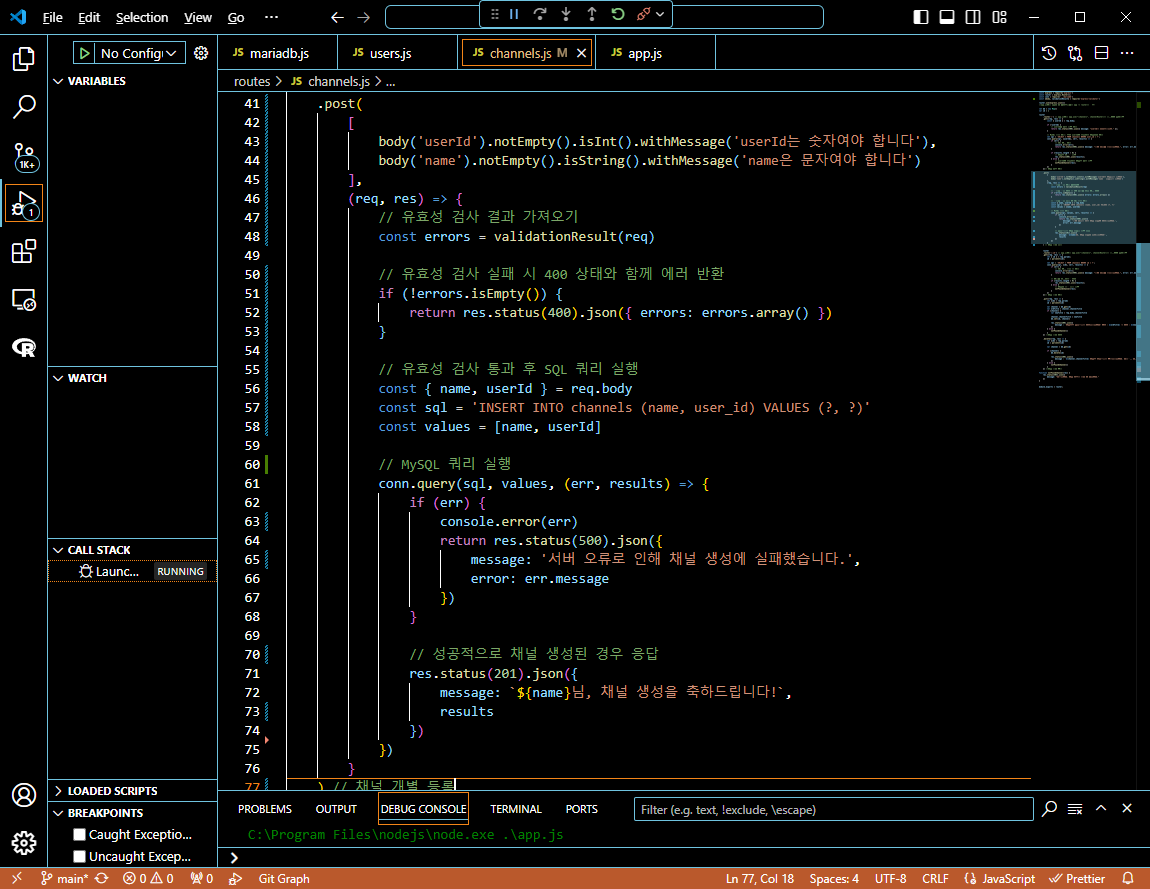 File Edit Selection View Go ···
No Config
VARIABLES
WATCH
CALL STACK
Launc... RUNNING
LOADED SCRIPTS
BREAKPOINTS
Caught Exceptio...
Uncaught Excep...
1K+
1
JS mariadb.js JS users.js JS channels.js M JS app.js
routes > JS channels.js > ...
41 .post(
42 [
43 body('userId').notEmpty().isInt().withMessage('userId는 숫자여야 합니다'),
44 body('name').notEmpty().isString().withMessage('name은 문자여야 합니다')
45 ],
46 (req, res) => {
47 // 유효성 검사 결과 가져오기
48 const errors = validationResult(req)
49
50 // 유효성 검사 실패 시 400 상태와 함께 에러 반환
51 if (!errors.isEmpty()) {
52 return res.status(400).json({ errors: errors.array() })
53 }
54
55 // 유효성 검사 통과 후 SQL 쿼리 실행
56 const { name, userId } = req.body
57 const sql = 'INSERT INTO channels (name, user_id) VALUES (?, ?)'
58 const values = [name, userId]
59
60 // MySQL 쿼리 실행
61 conn.query(sql, values, (err, results) => {
62 if (err) {
63 console.error(err)
64 return res.status(500).json({
65 message: '서버 오류로 인해 채널 생성에 실패했습니다.',
66 error: err.message
67 })
68 }
69
70 // 성공적으로 채널 생성된 경우 응답
71 res.status(201).json({
72 message: `${name}님, 채널 생성을 축하드립니다!`,
73 results
74 })
75 })
76 }
77 ) // 채널 개별 등록
PROBLEMS OUTPUT DEBUG CONSOLE TERMINAL PORTS Filter (e.g. text, !exclude, \escape)
C:\Program Files\nodejs\node.exe .\app.js
main* 0 0 0 Git Graph Ln 77, Col 18 Spaces: 4 UTF-8 CRLF {} JavaScript Prettier